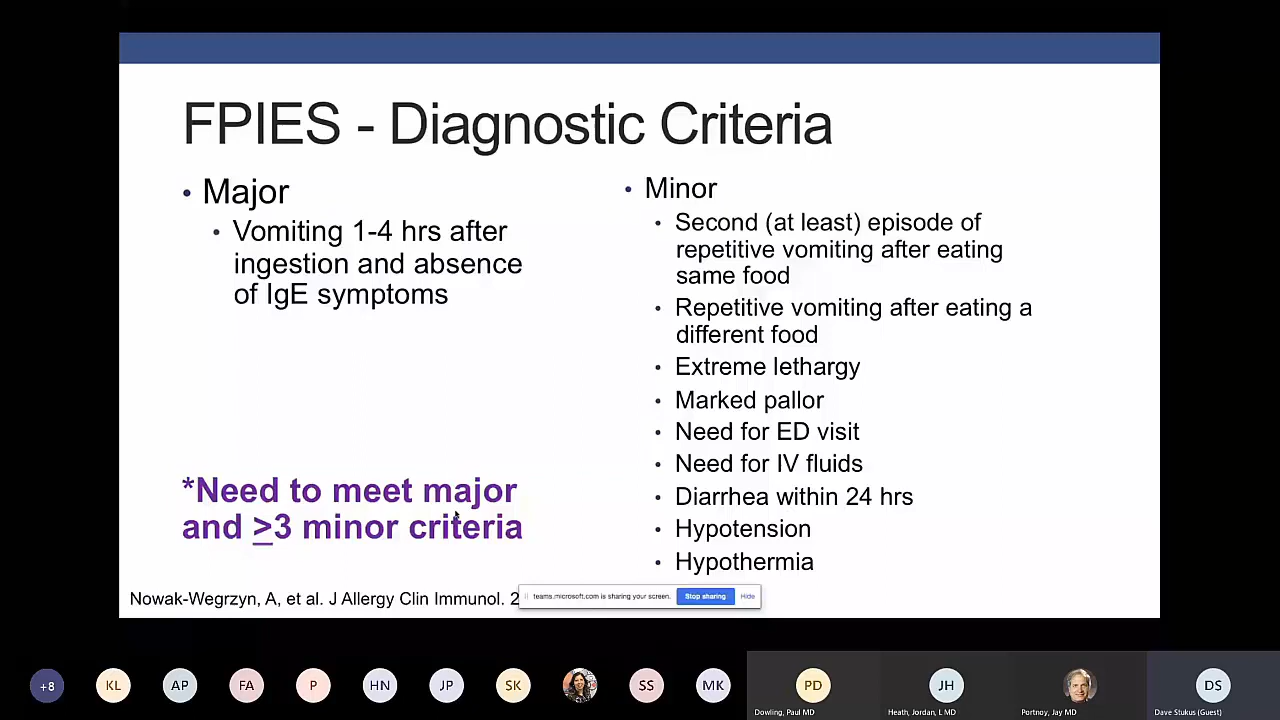 FPIES - Diagnostic Criteria
• Major
• Vomiting 1-4 hrs after
ingestion and absence
of IgE symptoms
*Need to meet major
and >3 minor criteria
• Minor
• Second (at least) episode of
repetitive vomiting after eating
same food
• Repetitive vomiting after eating a
different food
• Extreme lethargy
• Marked pallor
• Need for ED visit
• Need for IV fluids
• Diarrhea within 24 hrs
• Hypotension
• Hypothermia
Nowak-Wegrzyn, A, et al. J Allergy Clin Immunol. 2
teams.microsoft.com is sharing your screen. Stop sharing Hide
+8 KL AP FA P HN JP SK SS MK PD JH DS
Dowling, Paul MD Heath, Jordan, L MD Portnoy, Jay MD Dave Stukus (Guest)